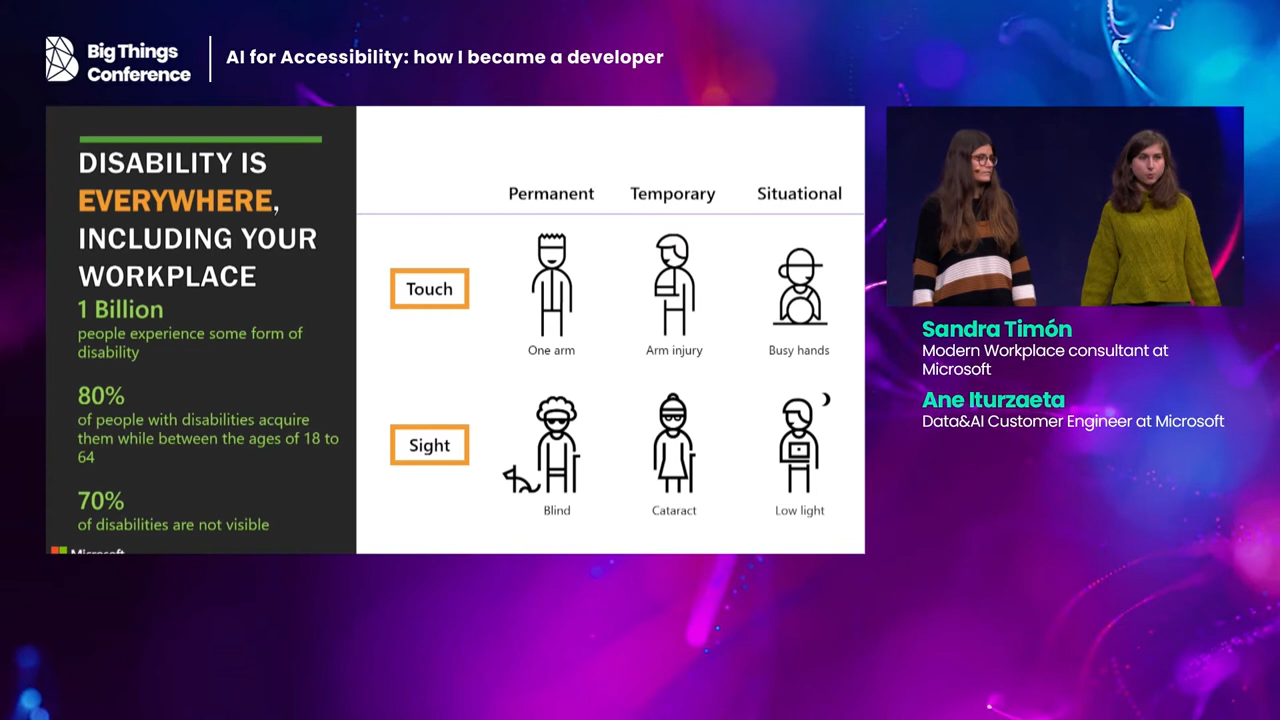 Big Things
Conference
AI for Accessibility: how I became a developer
DISABILITY IS
EVERYWHERE,
INCLUDING YOUR
WORKPLACE
1 Billion
people experience some form of
disability
80%
of people with disabilities acquire
them while between the ages of 18 to
64
70%
of disabilities are not visible
Microsoft
Permanent Temporary Situational
Touch
One arm Arm injury Busy hands
Sight
Blind Cataract Low light
Sandra Timón
Modern Workplace consultant at
Microsoft
Ane Iturzaeta
Data&AI Customer Engineer at Microsoft